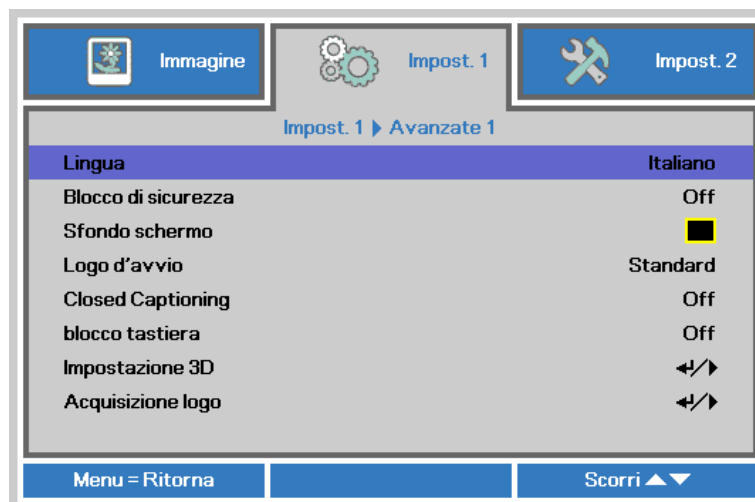 Immagine Impost. 1 Impost. 2
Impost. 1 Avanzate 1
Lingua Italiano
Blocco di sicurezza Off
Sfondo schermo
Logo d'avvio Standard
Closed Captioning Off
blocco tastiera Off
Impostazione 3D
Acquisizione logo
Menu = Ritorna Scorri